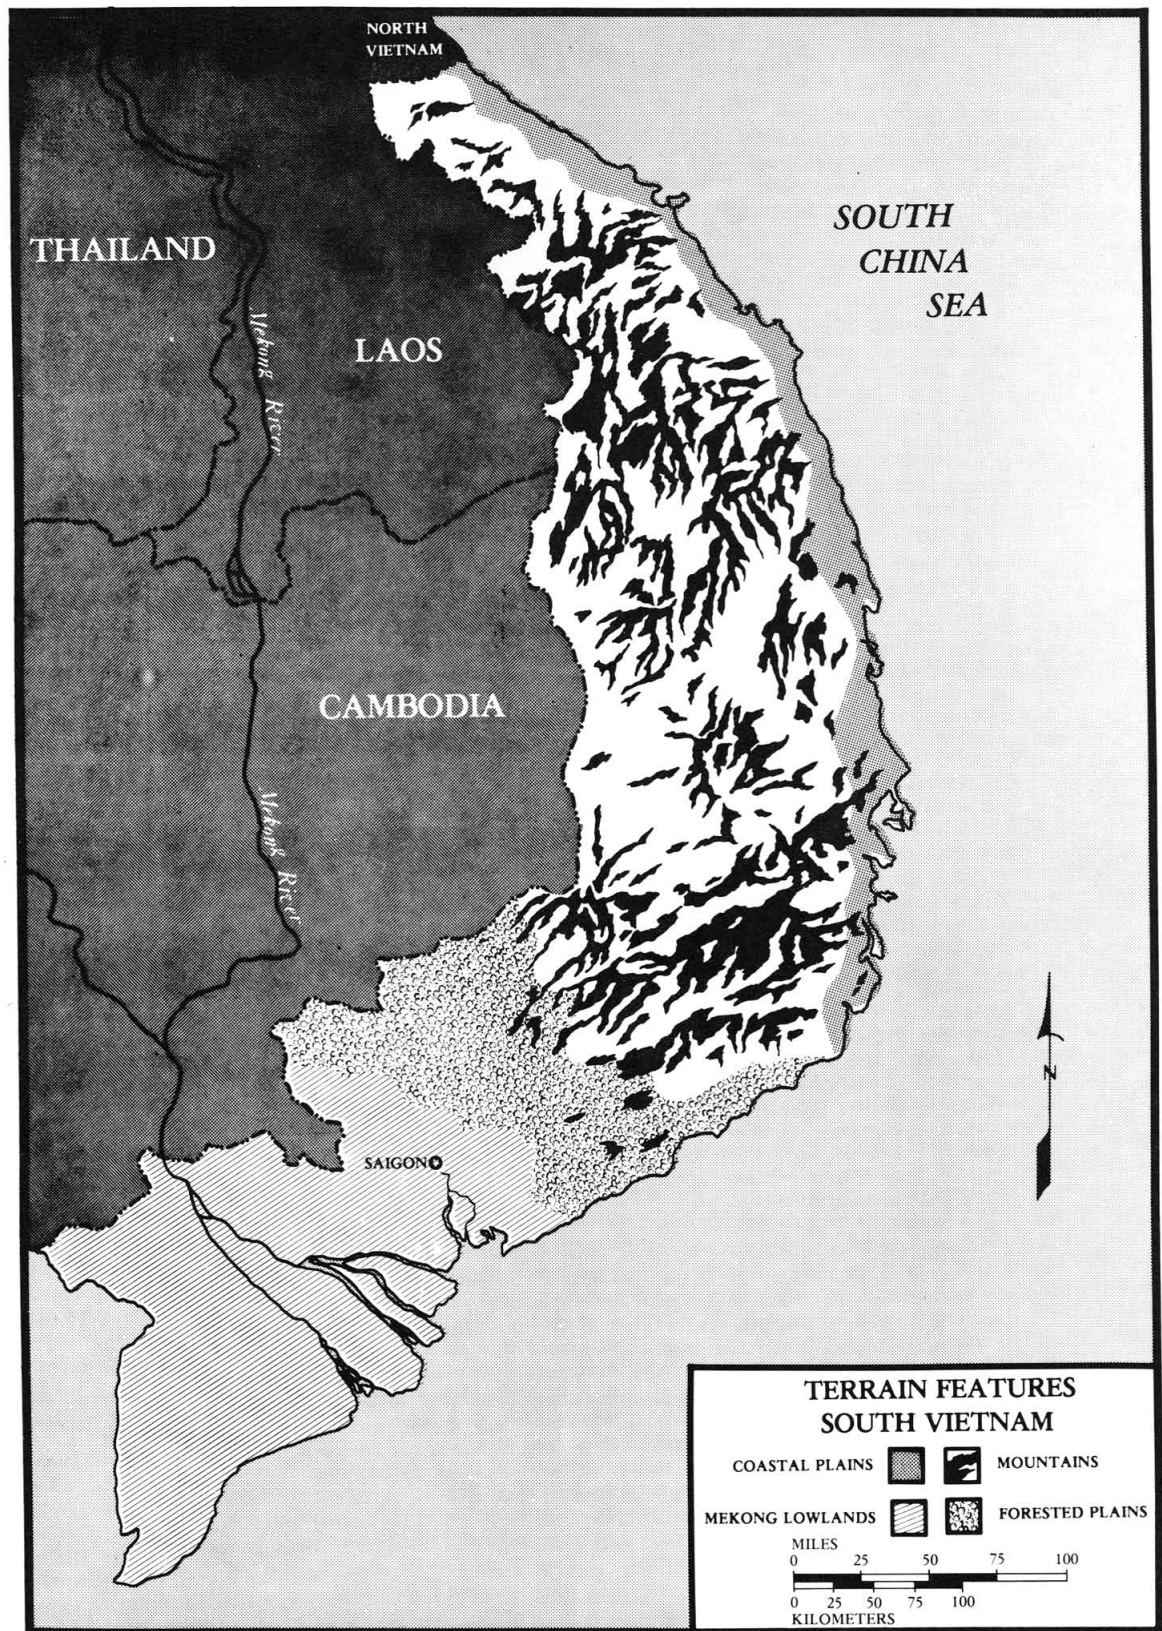 NORTH
VIETNAM
THAILAND
SOUTH
CHINA
SEA
Mekong River
LAOS
CAMBODIA
Mekong River
N
SAIGON
TERRAIN FEATURES
SOUTH VIETNAM
COASTAL PLAINS
MOUNTAINS
MEKONG LOWLANDS
FORESTED PLAINS
MILES
0 25 50 75 100
0 25 50 75 100
KILOMETERS